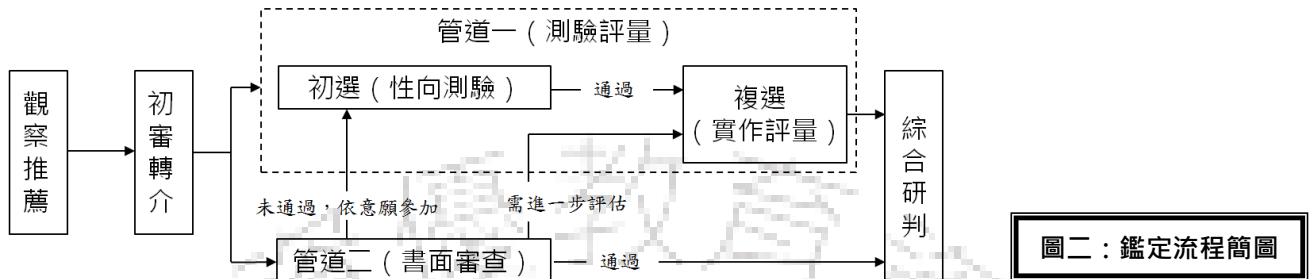 觀察推薦
初審轉介
管道一（測驗評量）
初選（性向測驗）
通過
複選
（實作評量）
未通過，依意願參加
需進一步評估
管道二（書面審查）
通過
綜合研判
圖二：鑑定流程簡圖